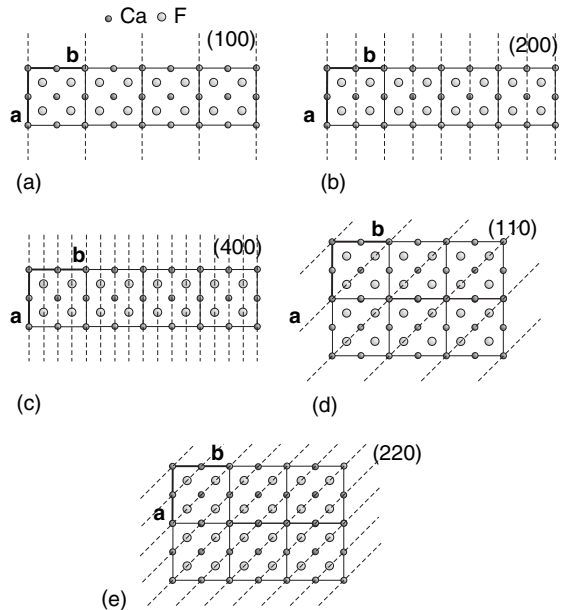 Ca F
b (100)
a
(a)
b (200)
a
(b)
b (400)
a
(c)
b (110)
a
(d)
b (220)
a
(e)